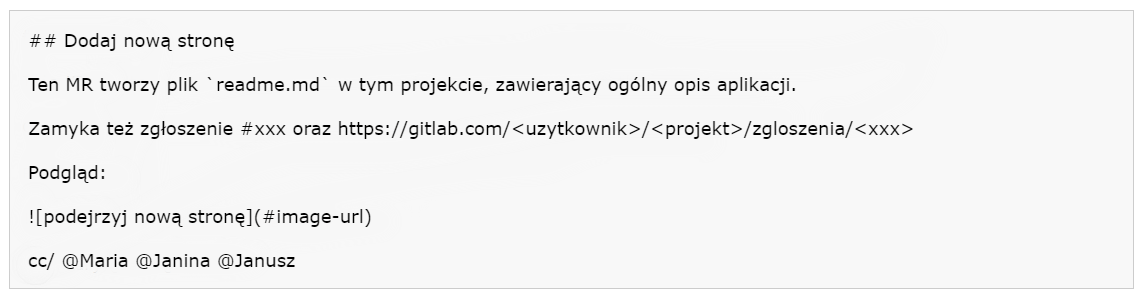 ## Dodaj nową stronę
Ten MR tworzy plik `readme.md` w tym projekcie, zawierający ogólny opis aplikacji.
Zamyka też zgłoszenie #xxx oraz https://gitlab.com/<uzytkownik>/<projekt>/zgloszenia/<xxx>
Podgląd:
![podejrzyj nową stronę](#image-url)
cc/ @Maria @Janina @Janusz